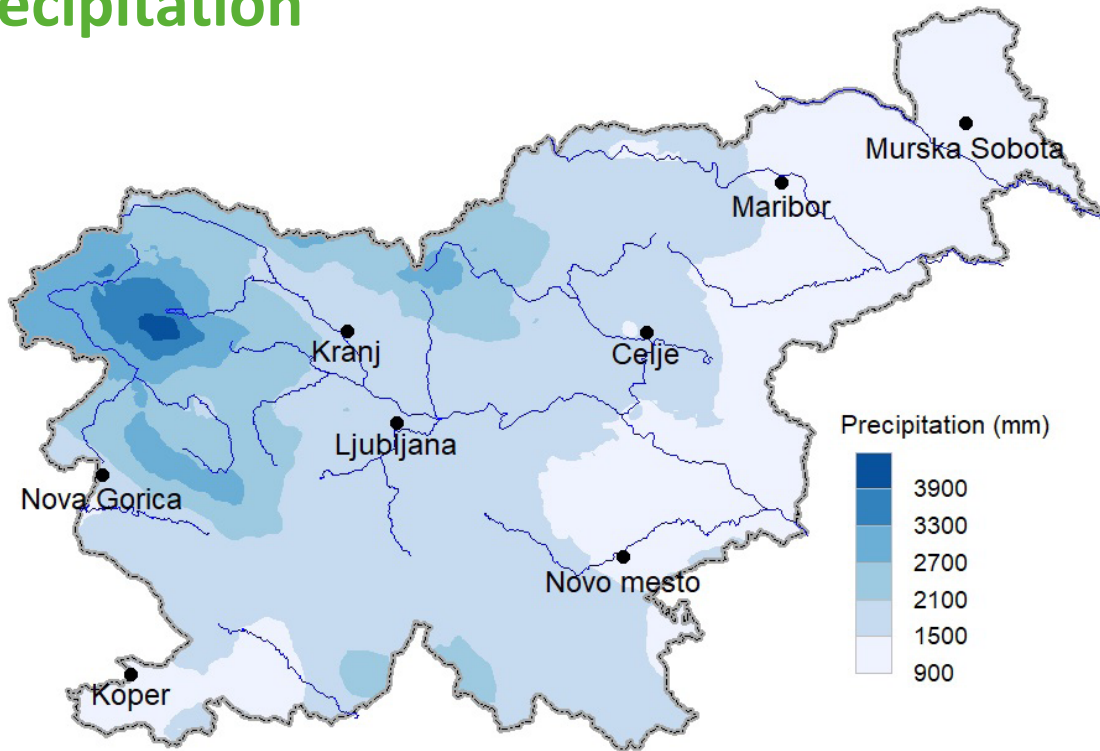 ecipitation
Murska Sobota
Maribor
Kranj
Celje
Ljubljana
Nova Gorica
Novo mesto
Koper
Precipitation (mm)
3900
3300
2700
2100
1500
900